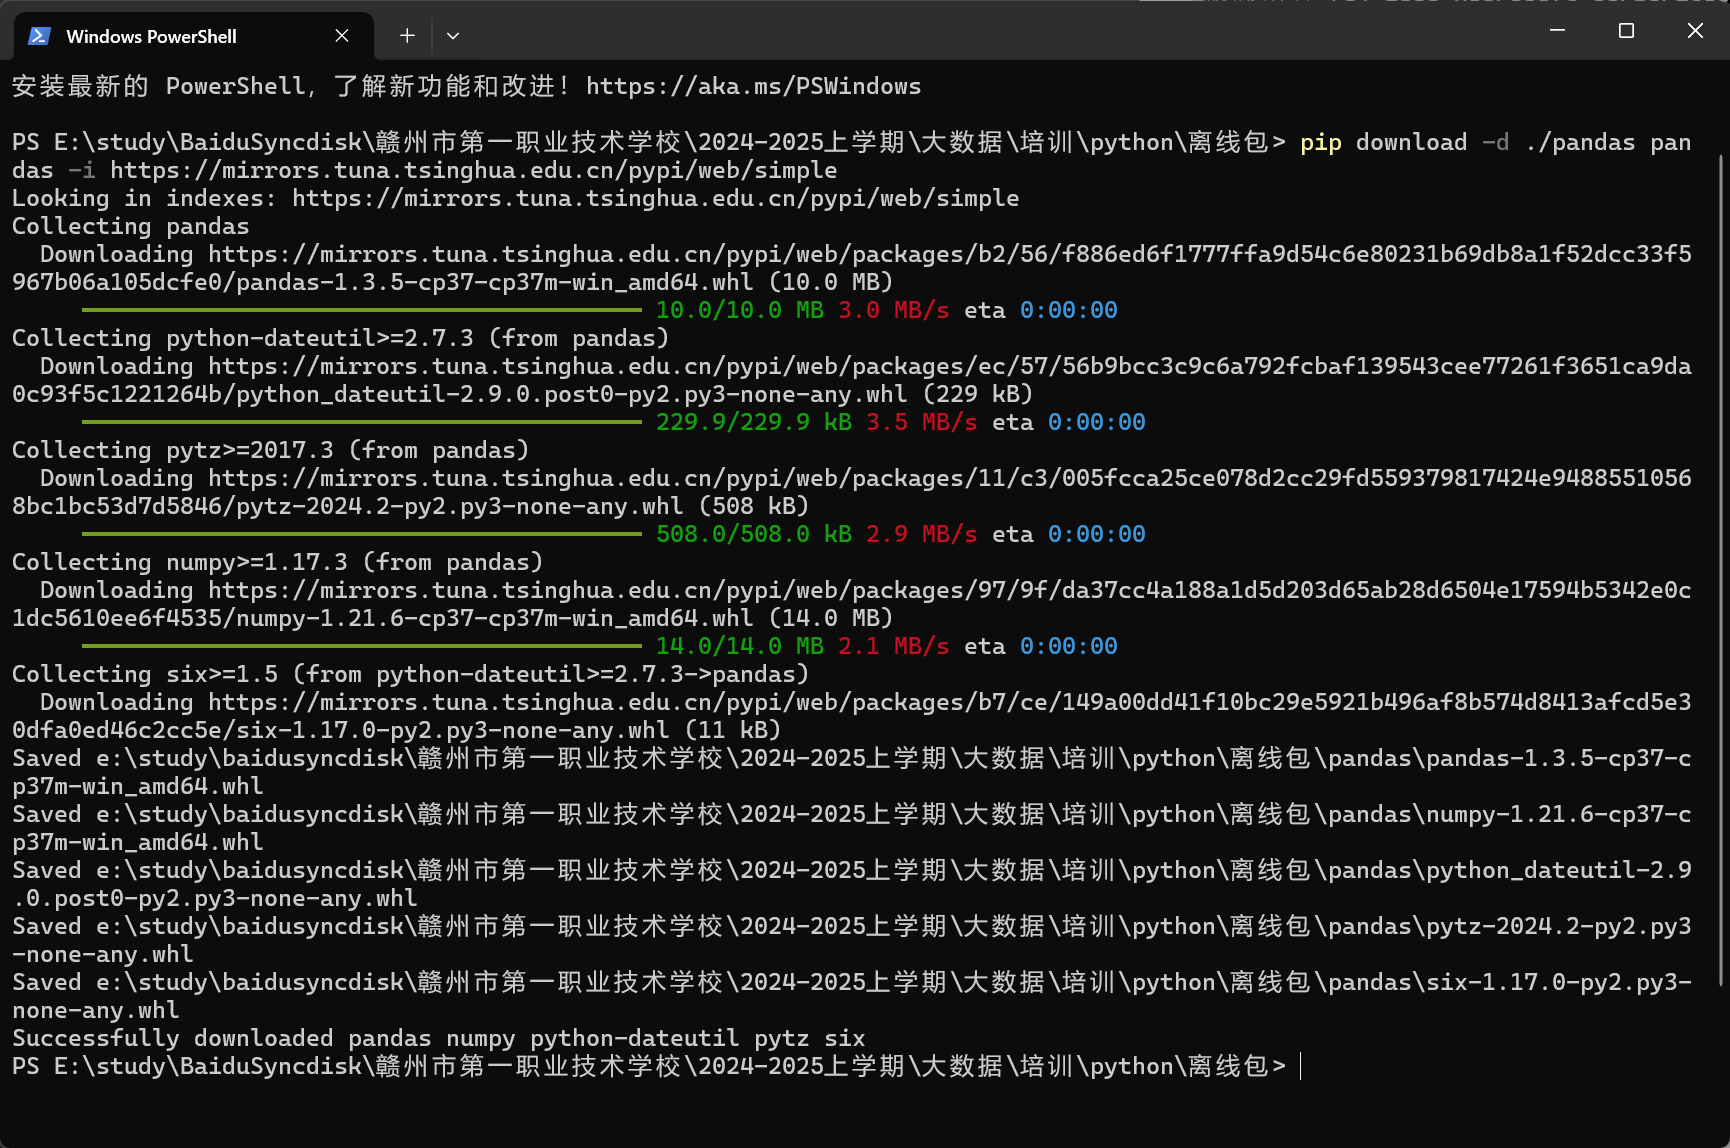 Windows PowerShell
安装最新的 PowerShell，了解新功能和改进！https://aka.ms/PSWindows
PS E:\study\BaiduSyncdisk\赣州市第一职业技术学校\2024-2025上学期\大数据\培训\python\离线包> pip download -d ./pandas pan
das -i https://mirrors.tuna.tsinghua.edu.cn/pypi/web/simple
Looking in indexes: https://mirrors.tuna.tsinghua.edu.cn/pypi/web/simple
Collecting pandas
  Downloading https://mirrors.tuna.tsinghua.edu.cn/pypi/web/packages/b2/56/f886ed6f1777ffa9d54c6e80231b69db8a1f52dcc33f5
967b06a105dcfe0/pandas-1.3.5-cp37-cp37m-win_amd64.whl (10.0 MB)
10.0/10.0 MB 3.0 MB/s eta 0:00:00
Collecting python-dateutil>=2.7.3 (from pandas)
  Downloading https://mirrors.tuna.tsinghua.edu.cn/pypi/web/packages/ec/57/56b9bcc3c9c6a792fcbaf139543cee77261f3651ca9da
0c93f5c1221264b/python_dateutil-2.9.0.post0-py2.py3-none-any.whl (229 kB)
229.9/229.9 kB 3.5 MB/s eta 0:00:00
Collecting pytz>=2017.3 (from pandas)
  Downloading https://mirrors.tuna.tsinghua.edu.cn/pypi/web/packages/11/c3/005fcca25ce078d2cc29fd559379817424e9488551056
8bc1bc53d7d5846/pytz-2024.2-py2.py3-none-any.whl (508 kB)
508.0/508.0 kB 2.9 MB/s eta 0:00:00
Collecting numpy>=1.17.3 (from pandas)
  Downloading https://mirrors.tuna.tsinghua.edu.cn/pypi/web/packages/97/9f/da37cc4a188a1d5d203d65ab28d6504e17594b5342e0c
1dc5610ee6f4535/numpy-1.21.6-cp37-cp37m-win_amd64.whl (14.0 MB)
14.0/14.0 MB 2.1 MB/s eta 0:00:00
Collecting six>=1.5 (from python-dateutil>=2.7.3->pandas)
  Downloading https://mirrors.tuna.tsinghua.edu.cn/pypi/web/packages/b7/ce/149a00dd41f10bc29e5921b496af8b574d8413afcd5e3
0dfa0ed46c2cc5e/six-1.17.0-py2.py3-none-any.whl (11 kB)
Saved e:\study\baidusyncdisk\赣州市第一职业技术学校\2024-2025上学期\大数据\培训\python\离线包\pandas\pandas-1.3.5-cp37-c
p37m-win_amd64.whl
Saved e:\study\baidusyncdisk\赣州市第一职业技术学校\2024-2025上学期\大数据\培训\python\离线包\pandas\numpy-1.21.6-cp37-c
p37m-win_amd64.whl
Saved e:\study\baidusyncdisk\赣州市第一职业技术学校\2024-2025上学期\大数据\培训\python\离线包\pandas\python_dateutil-2.9
.0.post0-py2.py3-none-any.whl
Saved e:\study\baidusyncdisk\赣州市第一职业技术学校\2024-2025上学期\大数据\培训\python\离线包\pandas\pytz-2024.2-py2.py3
-none-any.whl
Saved e:\study\baidusyncdisk\赣州市第一职业技术学校\2024-2025上学期\大数据\培训\python\离线包\pandas\six-1.17.0-py2.py3-
none-any.whl
Successfully downloaded pandas numpy python-dateutil pytz six
PS E:\study\BaiduSyncdisk\赣州市第一职业技术学校\2024-2025上学期\大数据\培训\python\离线包>